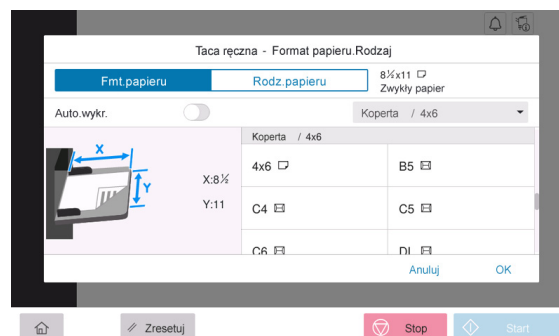 Taca ręczna - Format papieru.Rodzaj
Fmt.papieru
Rodz.papieru
8½x11
Zwykły papier
Auto.wykr.
Koperta / 4x6
Koperta / 4x6
X
Y
X:8½
Y:11
4x6
B5
C4
C5
C6
DL
Anuluj
OK
Zresetuj
Stop
Start